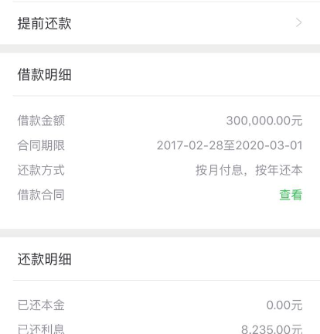 提前还款
借款明细
借款金额 300,000.00元
合同期限 2017-02-28至2020-03-01
还款方式 按月付息，按年还本
借款合同 查看
还款明细
已还本金 0.00元
已还利息 8,235.00元